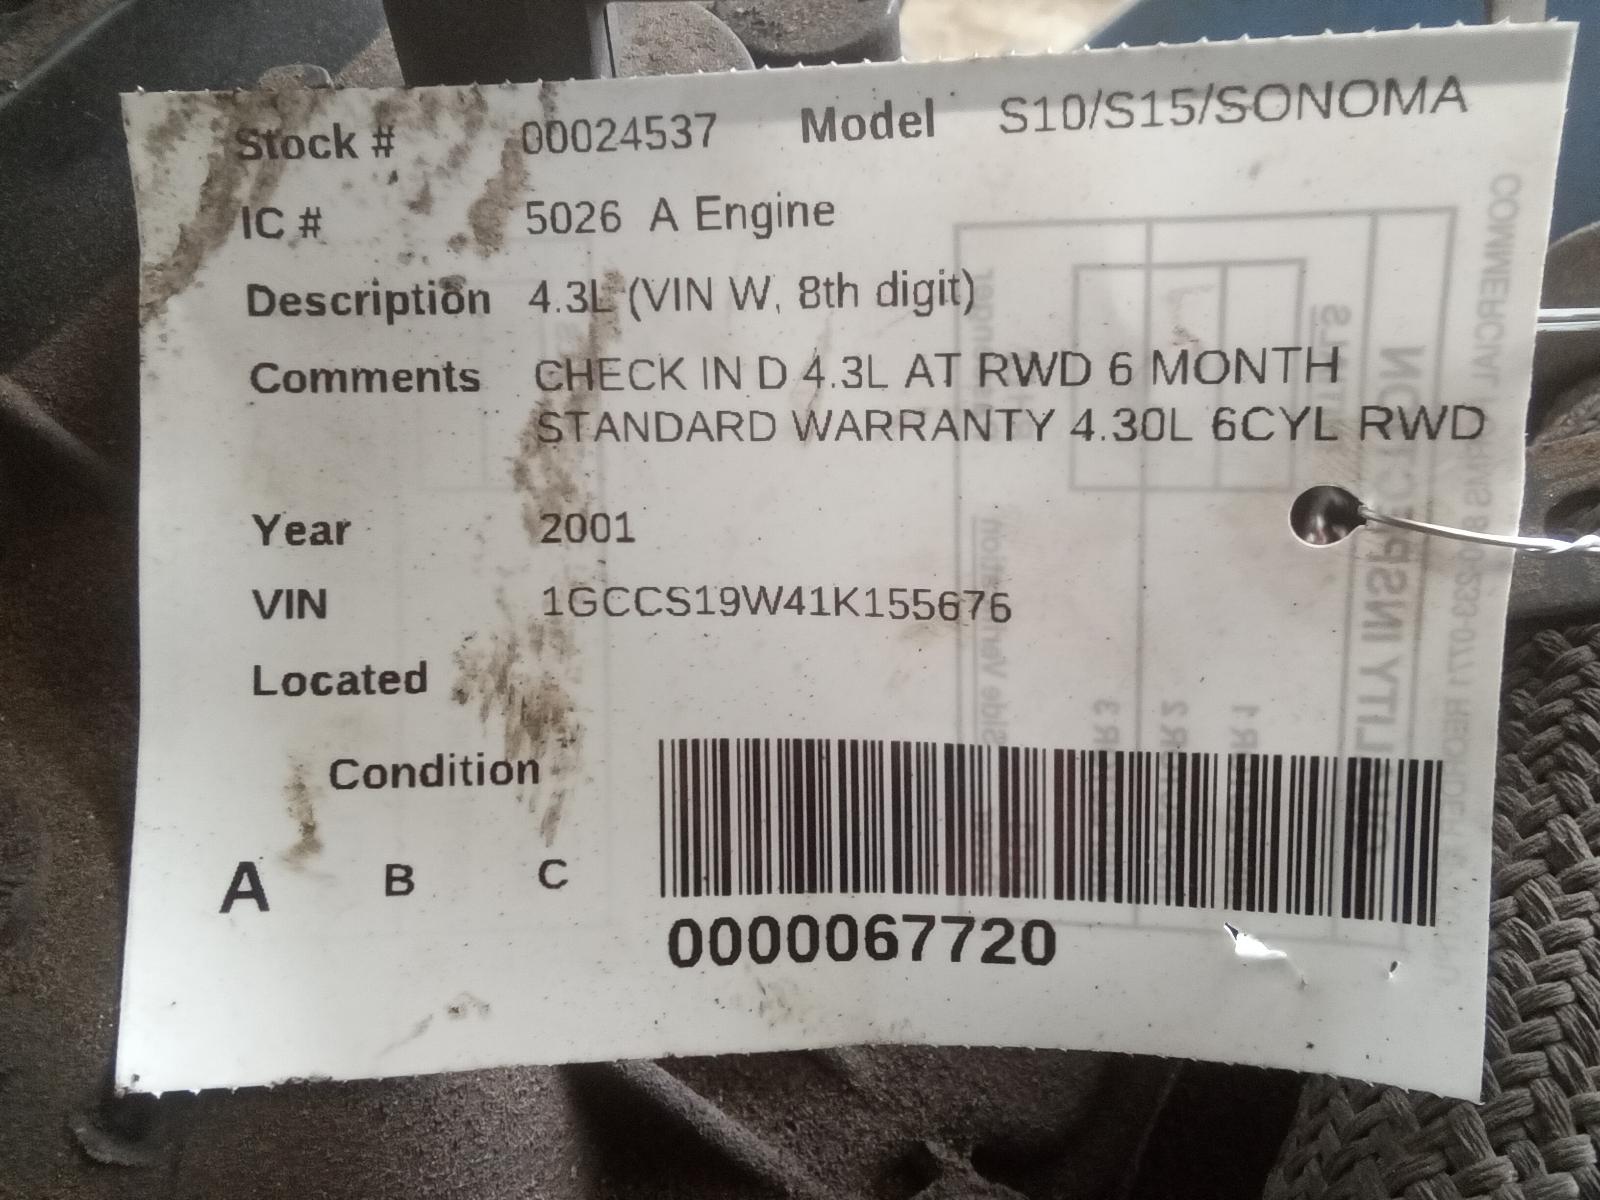 Stock # 00024537 Model S10/S15/SONOMA
IC # 5026 A Engine
Description 4.3L (VIN W, 8th digit)
Comments CHECK IN D 4.3L AT RWD 6 MONTH
STANDARD WARRANTY 4.30L 6CYL RWD
Year 2001
VIN 1GCCS19W41K155676
Located
Condition
A B C
0000067720